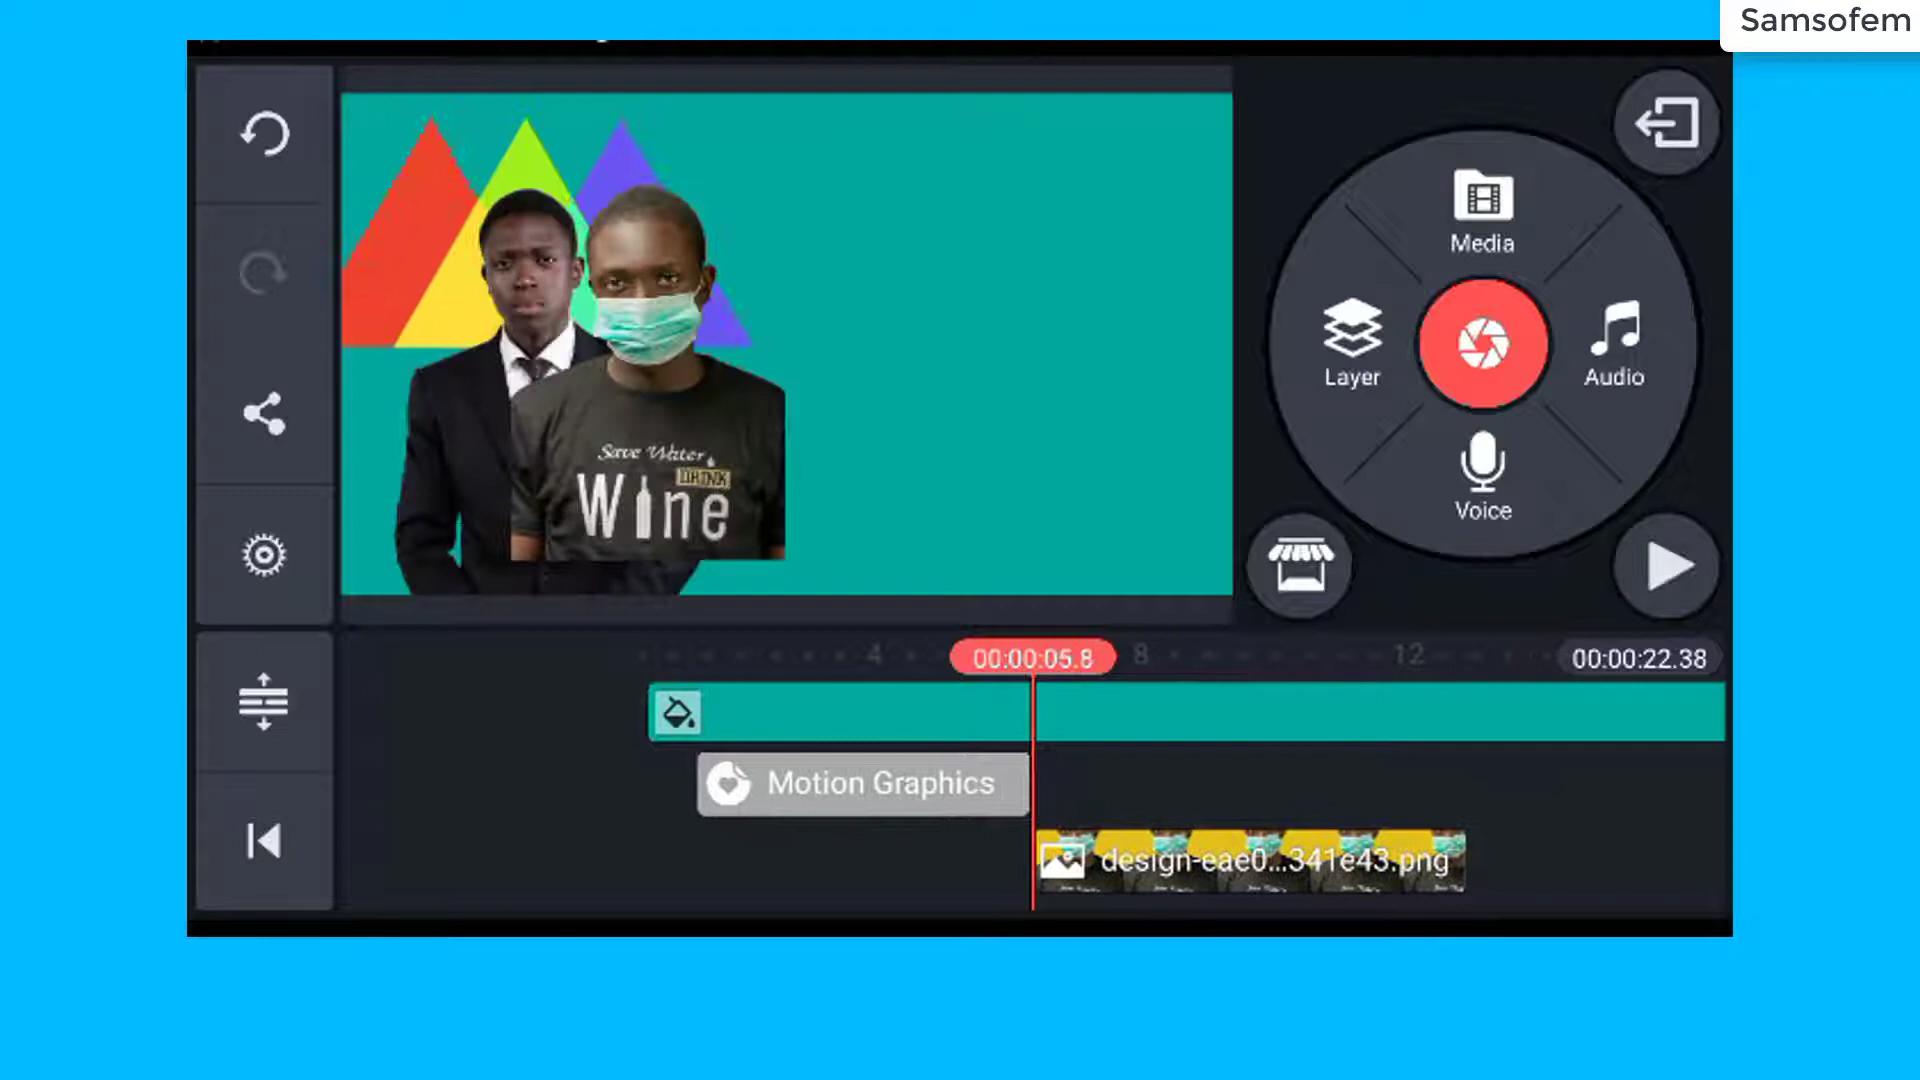 Samsofem
Media
Layer
Audio
Voice
Save Water
DRINK
Wine
4
00:00:05.8
8
12
00:00:22.38
Motion Graphics
design-eae0...341e43.png